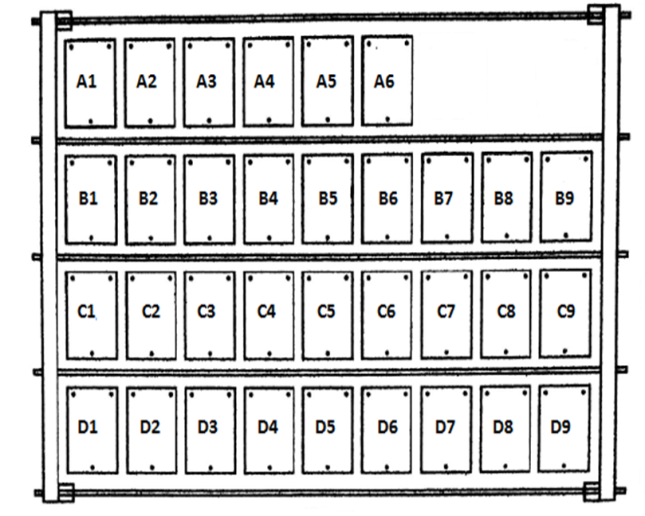 A1 A2 A3 A4 A5 A6
B1 B2 B3 B4 B5 B6 B7 B8 B9
C1 C2 C3 C4 C5 C6 C7 C8 C9
D1 D2 D3 D4 D5 D6 D7 D8 D9